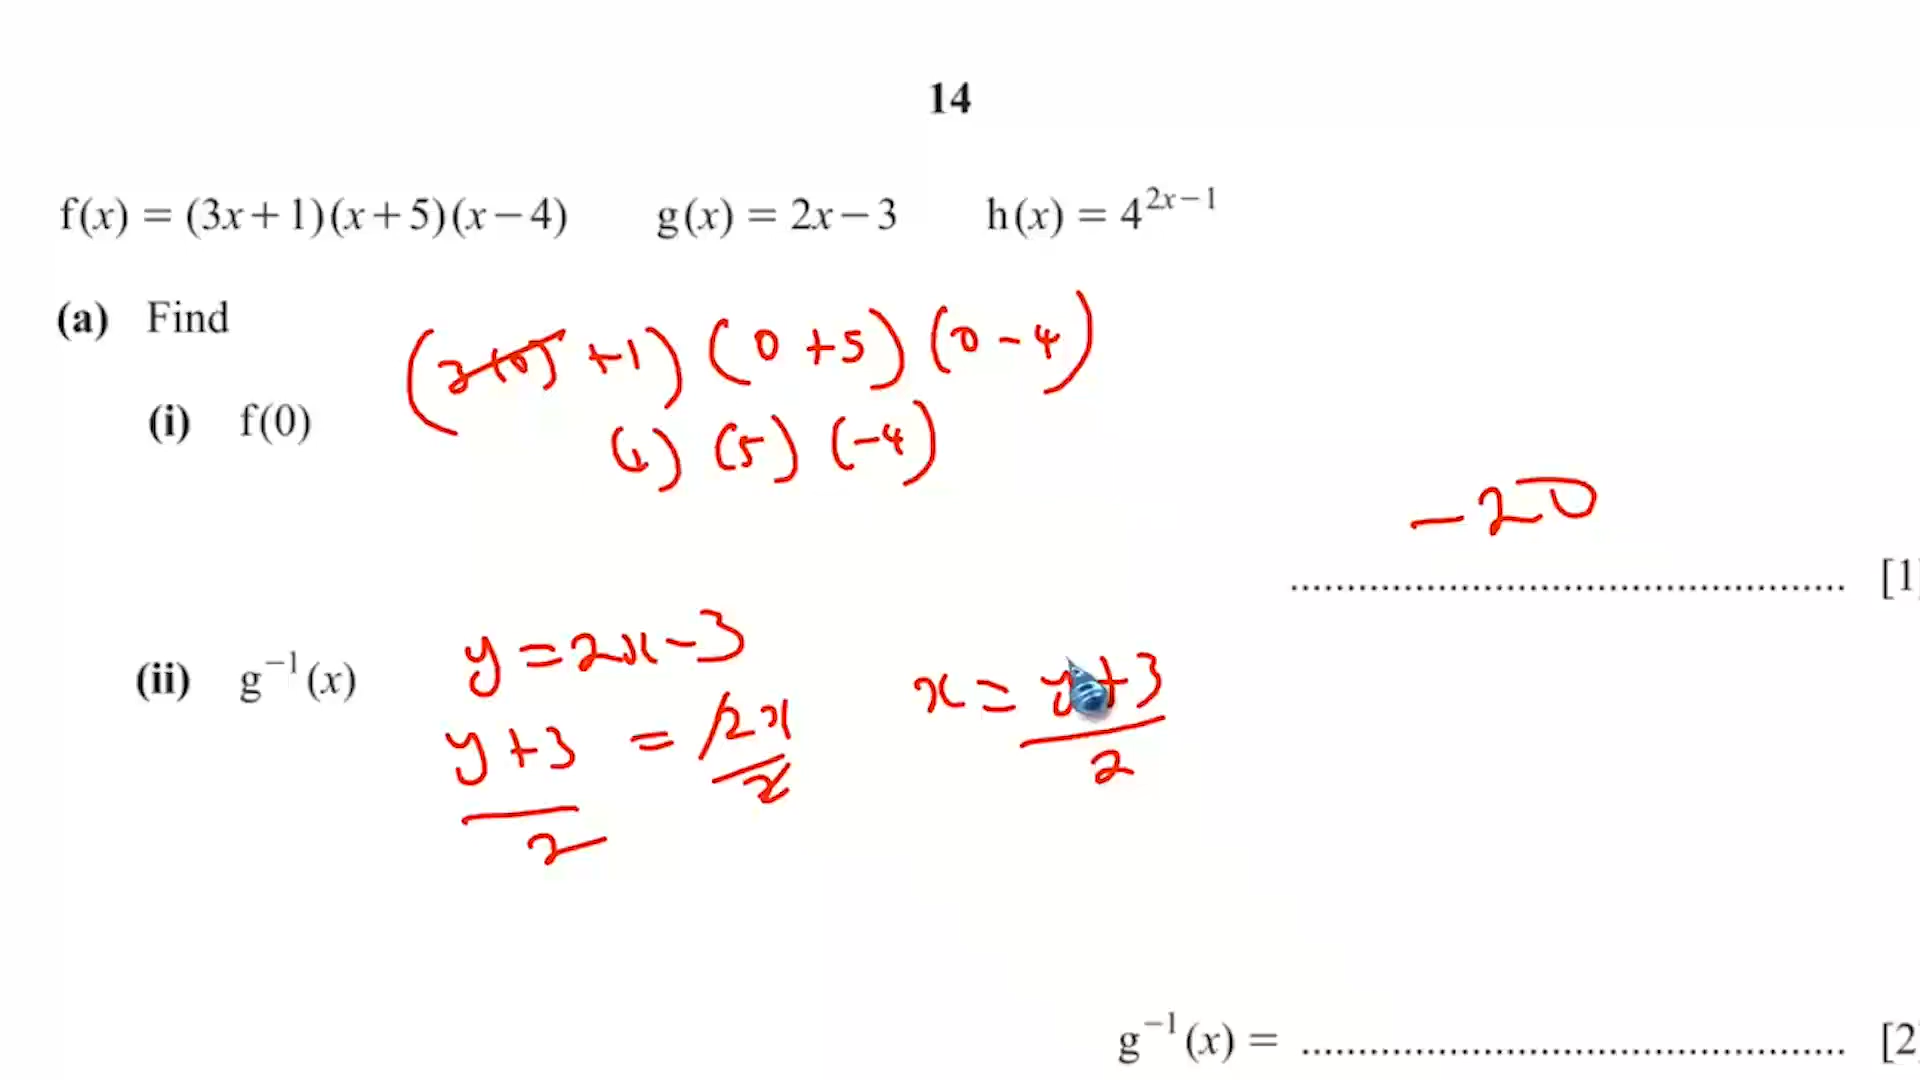 14
f(x) = (3x+1)(x+5)(x−4) g(x) = 2x−3 h(x) = 4^{2x−1}
(a) Find
(3(0) +1) (0 +5) (0 −4)
(i) f(0)
(1) (5) (−4)
−20
[1]
(ii) g⁻¹(x)
y = 2x − 3
x = y+3 / 2
y+3 / 2 = 2x / 2
g⁻¹(x) = [2]